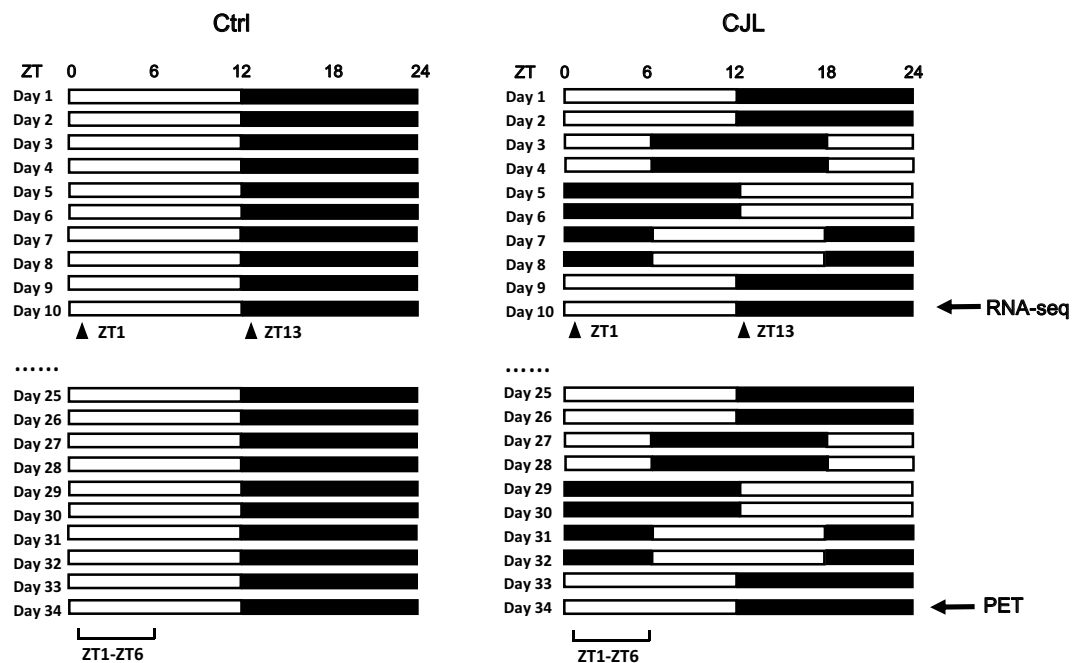 Ctrl
ZT 0 6 12 18 24
Day 1
Day 2
Day 3
Day 4
Day 5
Day 6
Day 7
Day 8
Day 9
Day 10
ZT1 ZT13
......
Day 25
Day 26
Day 27
Day 28
Day 29
Day 30
Day 31
Day 32
Day 33
Day 34
ZT1-ZT6
CJL
ZT 0 6 12 18 24
Day 1
Day 2
Day 3
Day 4
Day 5
Day 6
Day 7
Day 8
Day 9
Day 10
RNA-seq
ZT1 ZT13
......
Day 25
Day 26
Day 27
Day 28
Day 29
Day 30
Day 31
Day 32
Day 33
Day 34
PET
ZT1-ZT6